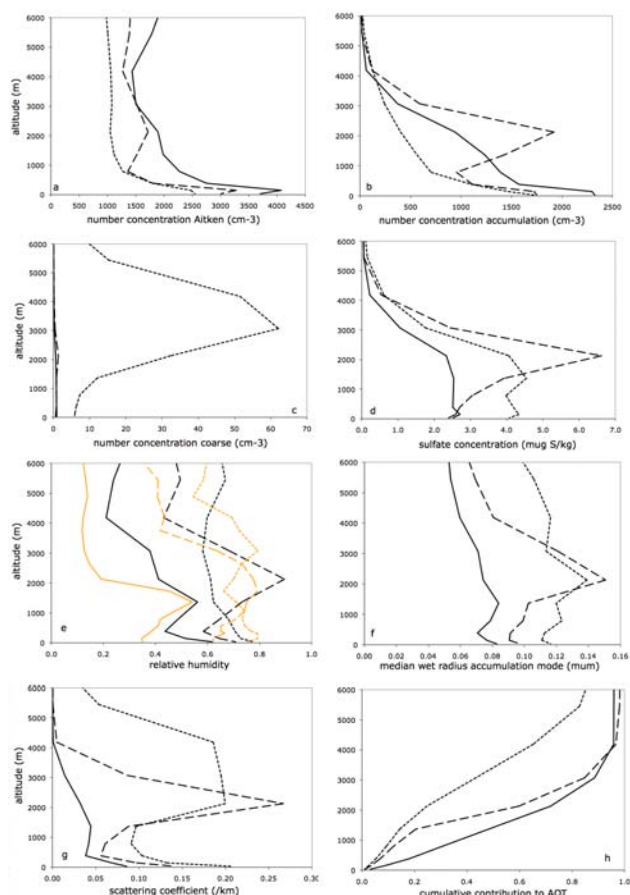 6000
5000
4000
3000
2000
1000
0
altitude (m)
a
0 500 1000 1500 2000 2500 3000 3500 4000 4500
number concentration Aitken (cm-3)
6000
5000
4000
3000
2000
1000
0
b
0 500 1000 1500 2000 2500
number concentration accumulation (cm-3)
6000
5000
4000
3000
2000
1000
0
altitude (m)
c
0 10 20 30 40 50 60 70
number concentration coarse (cm-3)
6000
5000
4000
3000
2000
1000
0
d
0.0 1.0 2.0 3.0 4.0 5.0 6.0 7.0
sulfate concentration (mug S/kg)
6000
5000
4000
3000
2000
1000
0
altitude (m)
e
0.0 0.2 0.4 0.6 0.8 1.0
relative humidity
6000
5000
4000
3000
2000
1000
0
f
0.00 0.02 0.04 0.06 0.08 0.10 0.12 0.14 0.16
median wet radius accumulation mode (mum)
6000
5000
4000
3000
2000
1000
0
altitude (m)
g
0.00 0.05 0.10 0.15 0.20 0.25 0.30
scattering coefficient (/km)
6000
5000
4000
3000
2000
1000
0
h
0.0 0.2 0.4 0.6 0.8 1.0
cumulative contribution to AOT